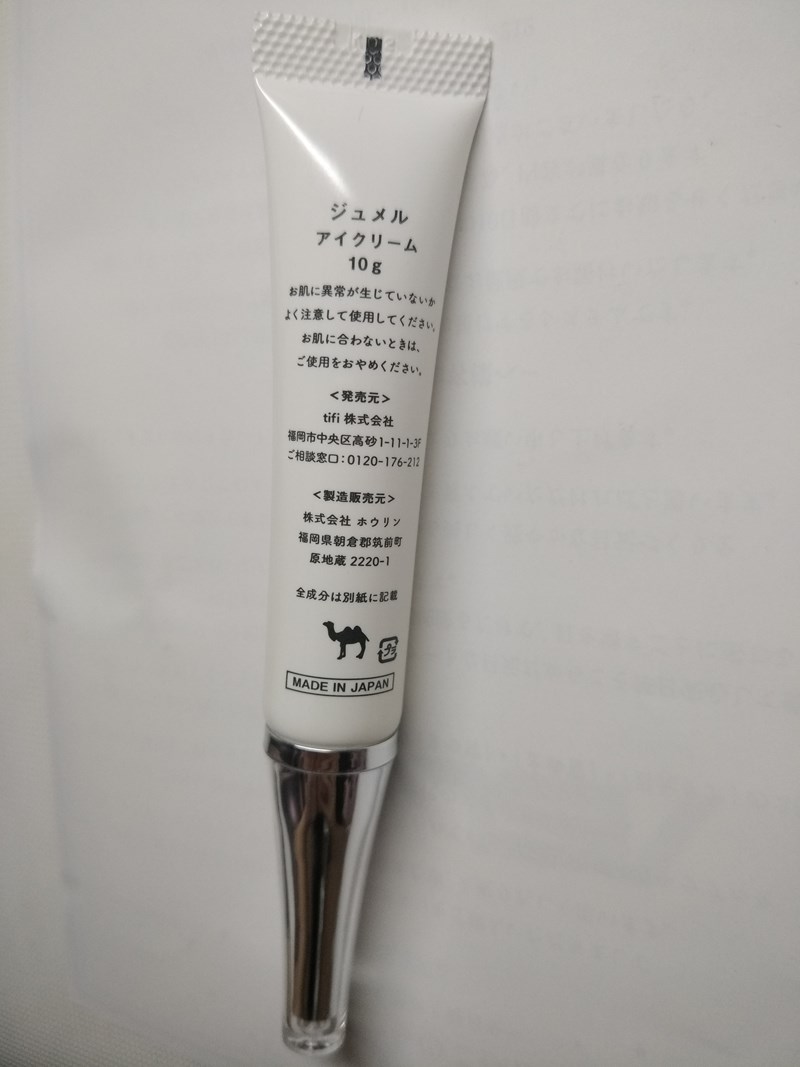 ジュメル
アイクリーム
10g
お肌に異常が生じていないか
よく注意して使用してください。
お肌に合わないときは、
ご使用をおやめください。
＜発売元＞
tifi 株式会社
福岡市中央区高砂1-11-1-3F
ご相談窓口：0120-176-212
＜製造販売元＞
株式会社 ホウリン
福岡県朝倉郡筑前町
原地蔵 2220-1
全成分は別紙に記載
プラ
MADE IN JAPAN